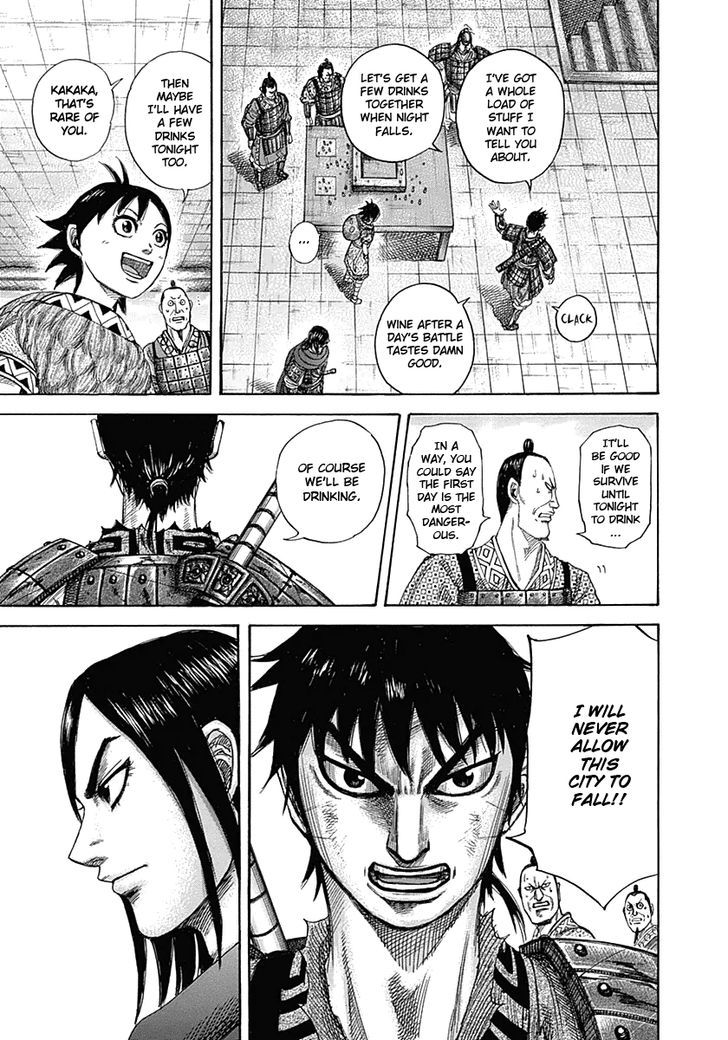 I'VE GOT
A WHOLE
LOAD OF
STUFF I
WANT TO
TELL YOU
ABOUT.
LET'S GET A
FEW DRINKS
TOGETHER
WHEN NIGHT
FALLS.
...
CLACK
WINE AFTER A
DAY'S BATTLE
TASTES DAMN
GOOD.
THEN
MAYBE
I'LL HAVE
A FEW
DRINKS
TONIGHT
TOO.
KAKAKA,
THAT'S
RARE OF
YOU.
IT'LL
BE GOOD
IF WE
SURVIVE
UNTIL
TONIGHT
TO DRINK
...
IN A
WAY, YOU
COULD SAY
THE FIRST
DAY IS THE
MOST
DANGER-
OUS.
OF COURSE
WE'LL BE
DRINKING.
I WILL
NEVER
ALLOW
THIS
CITY TO
FALL!!